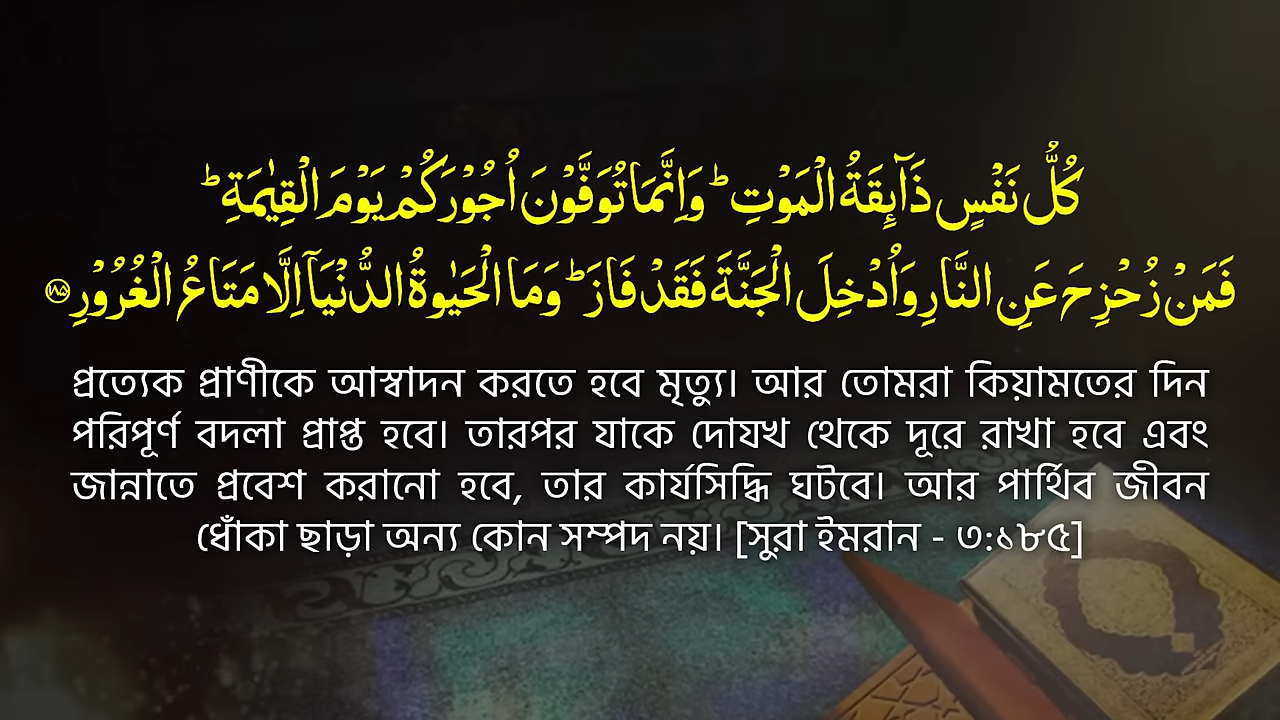 كُلُّ نَفْسٍ ذَآىِٕقَةُ الْمَوْتِ ؕ وَاِنَّمَا تُوَفَّوْنَ اُجُوْرَكُمْ يَوْمَ الْقِيٰمَةِ ؕ
فَمَنْ زُحْزِحَ عَنِ النَّارِ وَاُدْخِلَ الْجَنَّةَ فَقَدْ فَازَ ؕ وَمَا الْحَيٰوةُ الدُّنْيَاۤ اِلَّا مَتَاعُ الْغُرُوْرِ ۝۱۸۵
প্রত্যেক প্রাণীকে আস্বাদন করতে হবে মৃত্যু। আর তোমরা কিয়ামতের দিন
পরিপূর্ণ বদলা প্রাপ্ত হবে। তারপর যাকে দোযখ থেকে দূরে রাখা হবে এবং
জান্নাতে প্রবেশ করানো হবে, তার কার্যসিদ্ধি ঘটবে। আর পার্থিব জীবন
ধোঁকা ছাড়া অন্য কোন সম্পদ নয়। [সুরা ইমরান - ৩:১৮৫]